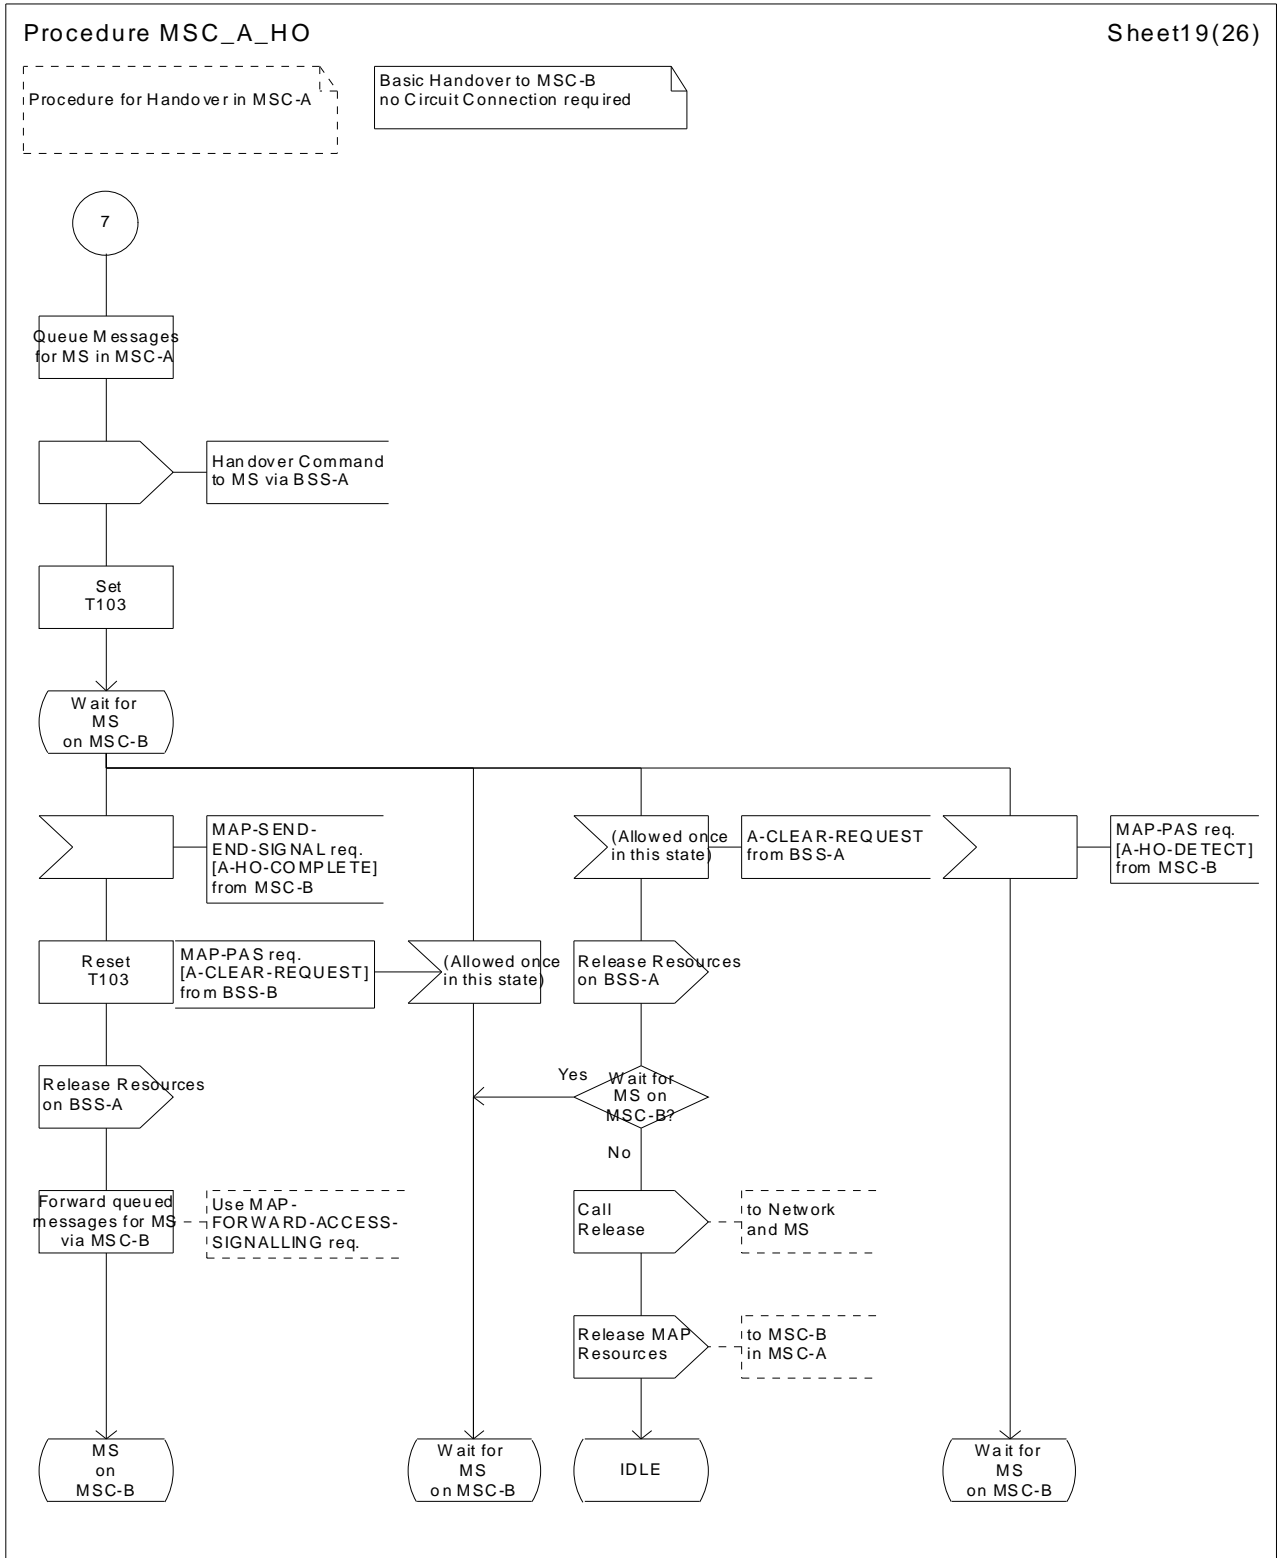 Procedure MSC_A_HO
Sheet19(26)
Procedure for Handover in MSC-A
Basic Handover to MSC-B
no Circuit Connection required
7
Queue Messages
for MS in MSC-A
Handover Command
to MS via BSS-A
Set
T103
Wait for
MS
on MSC-B
MAP-SEND-
END-SIGNAL req.
[A-HO-COMPLETE]
from MSC-B
(Allowed once
in this state)
A-CLEAR-REQUEST
from BSS-A
MAP-PAS req.
[A-HO-DETECT]
from MSC-B
Reset
T103
MAP-PAS req.
[A-CLEAR-REQUEST]
from BSS-B
(Allowed once
in this state)
Release Resources
on BSS-A
Release Resources
on BSS-A
Yes
Wait for
MS on
MSC-B?
No
Forward queued
messages for MS
via MSC-B
Use MAP-
FORWARD-ACCESS-
SIGNALLING req.
Call
Release
to Network
and MS
Release MAP
Resources
to MSC-B
in MSC-A
MS
on
MSC-B
Wait for
MS
on MSC-B
IDLE
Wait for
MS
on MSC-B